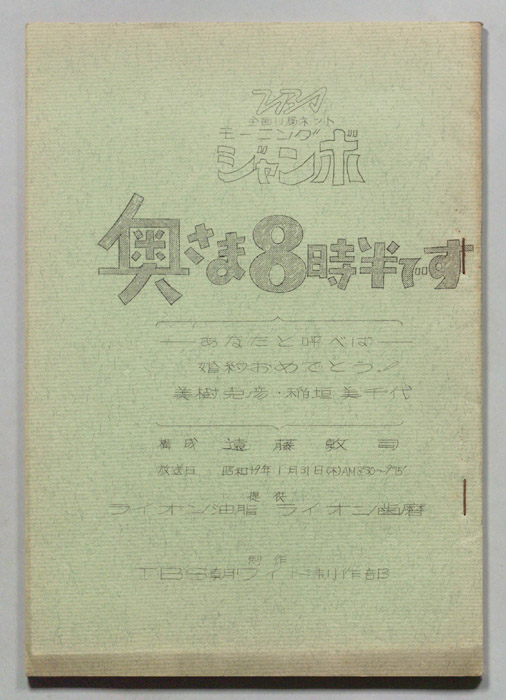 全国11局ネット
モーニング
ジャンボ
奥さま8時半です
―あなたと呼べば―
婚約おめでとう!
美樹克彦・稲垣美千代
構成 遠藤敦司
放送日 昭和49年1月31日(木)AM8:30~9:15
提供
ライオン油脂 ライオン歯磨
制作
TBS朝ワイド制作部